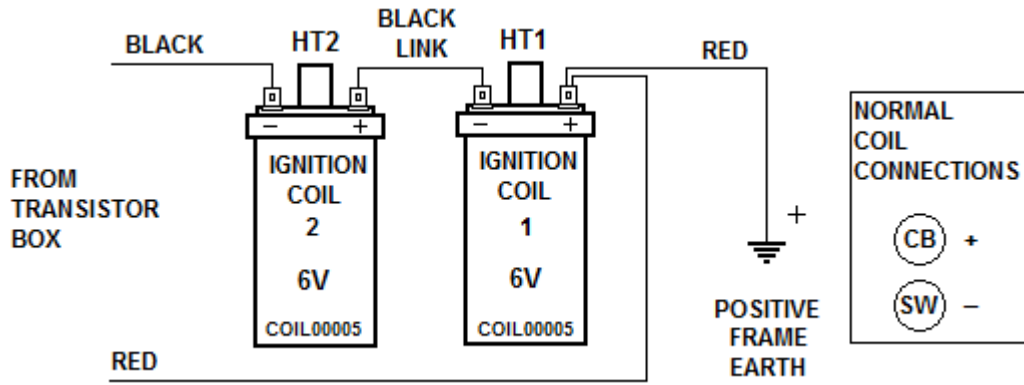 BLACK
HT2
BLACK
LINK
HT1
RED
− +
− +
IGNITION
COIL
2
6V
COIL00005
IGNITION
COIL
1
6V
COIL00005
FROM
TRANSISTOR
BOX
RED
+
POSITIVE
FRAME
EARTH
NORMAL
COIL
CONNECTIONS
CB +
SW −